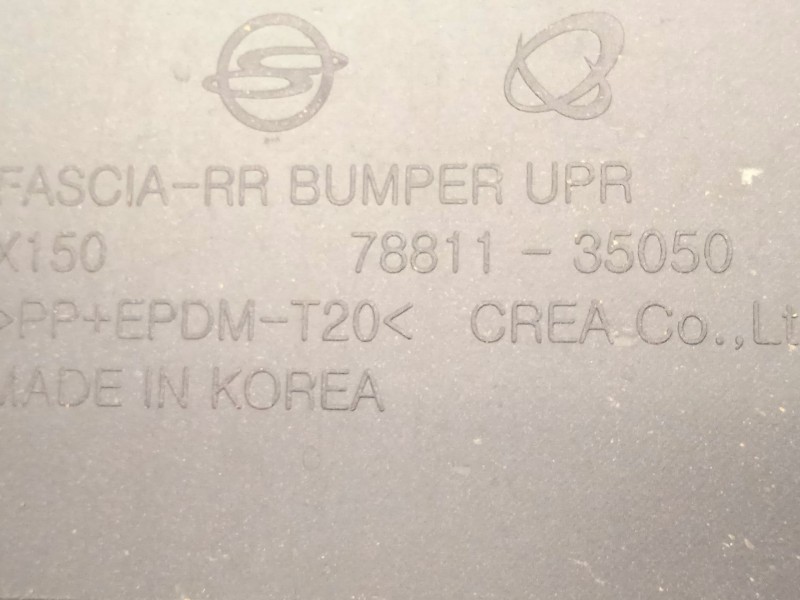 FASCIA-RR BUMPER UPR
X150 78811-35050
>PP+EPDM-T20< CREA Co.,Lt
MADE IN KOREA